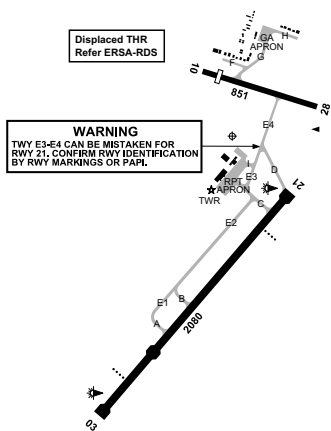 Displaced THR
Refer ERSA-RDS
GA
APRON
H
F
G
10
851
28
E4
WARNING
TWY E3-E4 CAN BE MISTAKEN FOR
RWY 21. CONFIRM RWY IDENTIFICATION
BY RWY MARKINGS OR PAPI.
I
E3
D
RPT
APRON
TWR
21
C
E2
E1
B
A
2080
03